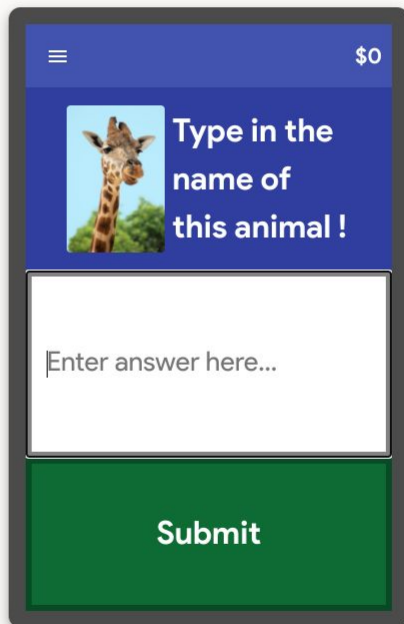 $0
Type in the
name of
this animal !
Enter answer here...
Submit